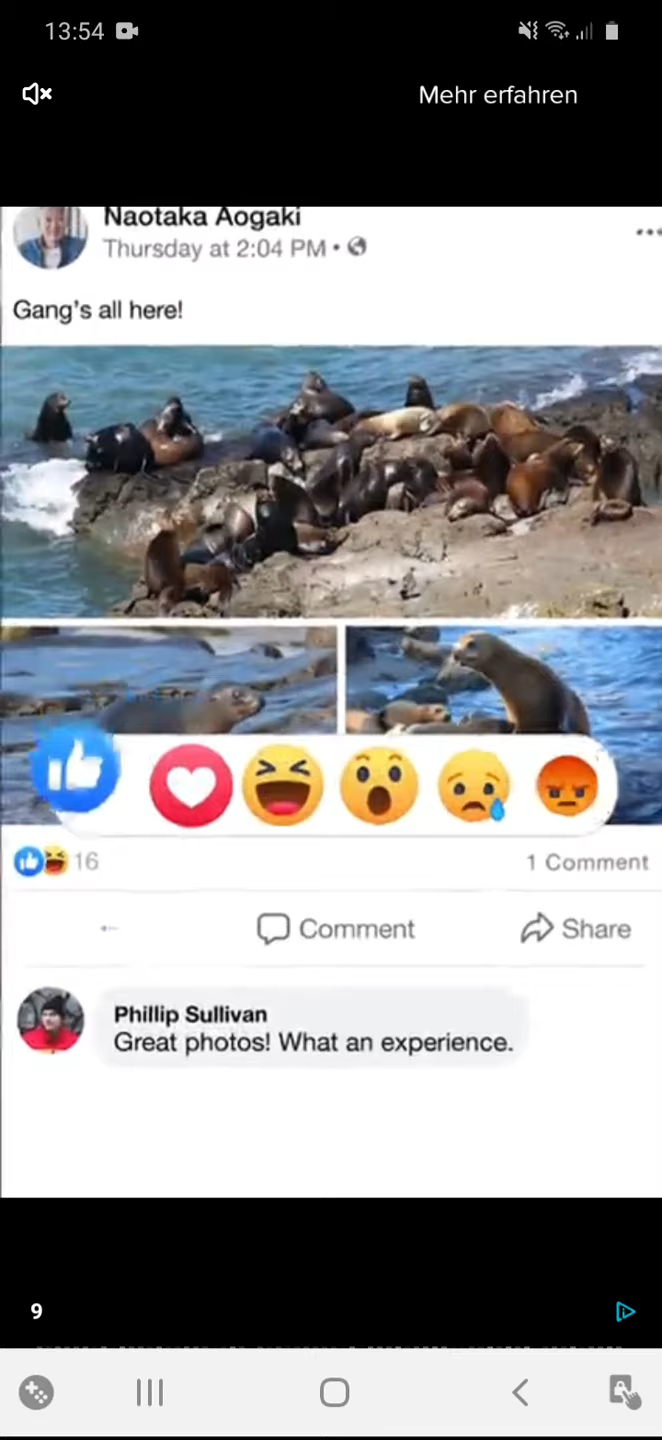 13:54
Mehr erfahren
Naotaka Aogaki
Thursday at 2:04 PM •
Gang's all here!
16
1 Comment
Comment
Share
Phillip Sullivan
Great photos! What an experience.
9